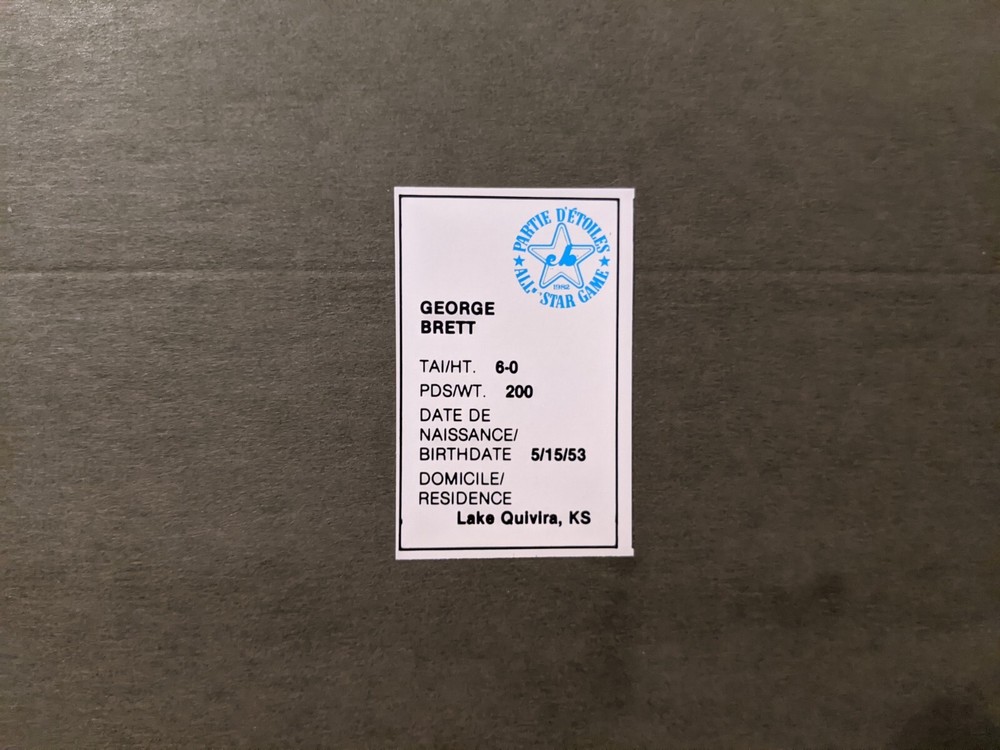 PARTIE D'ÉTOILES
1982
ALL-STAR GAME
GEORGE
BRETT
TAI/HT. 6-0
PDS/WT. 200
DATE DE
NAISSANCE/
BIRTHDATE 5/15/53
DOMICILE/
RESIDENCE
Lake Quivira, KS